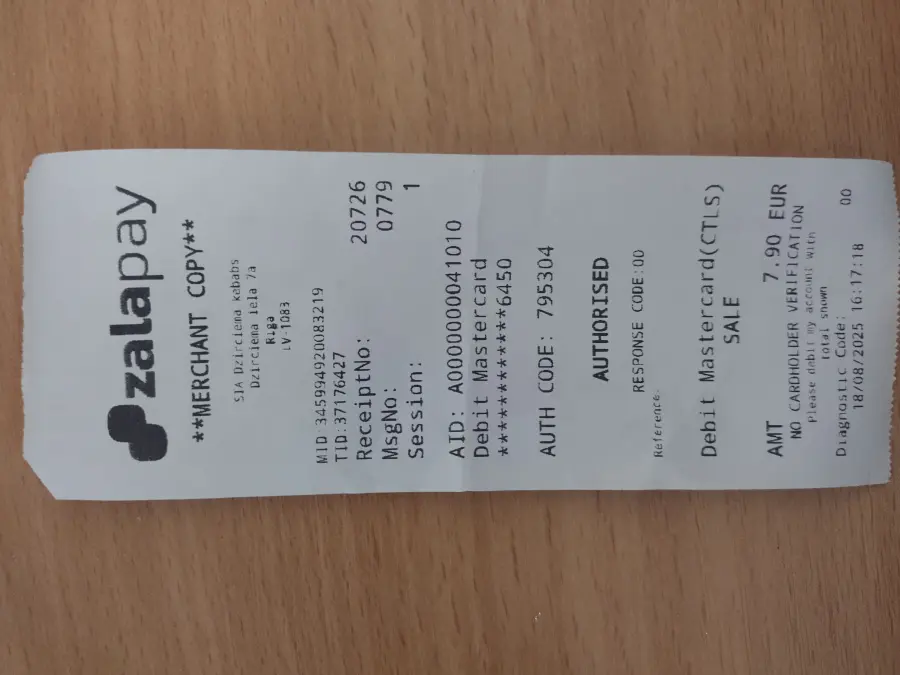 zalapay
**MERCHANT COPY**
SIA Dzirciema kebabs
Dzirciema iela 7a
Riga
LV-1083
MID:345994920083219
TID:37176427
ReceiptNo: 20726
MsgNo: 0779
Session: 1
AID: A0000000041010
Debit Mastercard
************6450
AUTH CODE: 795304
AUTHORISED
RESPONSE CODE:00
Reference:
Debit Mastercard(CTLS)
SALE
AMT 7.90 EUR
NO CARDHOLDER VERIFICATION
Please debit my account with
total shown
Diagnostic Code: 00
18/08/2025 16:17:18